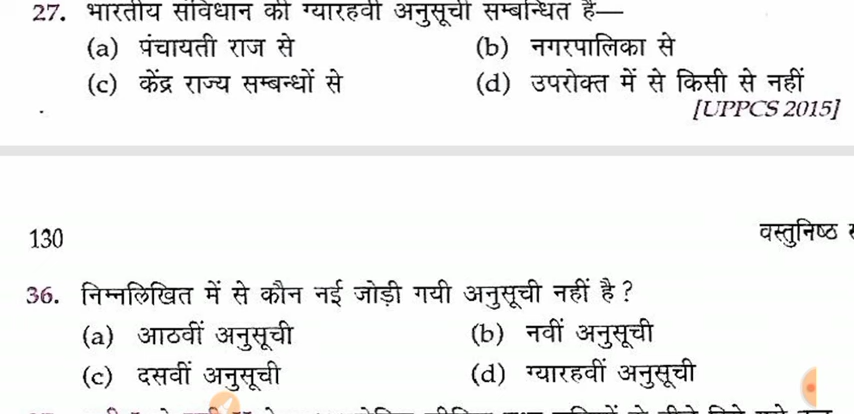 27. भारतीय संविधान की ग्यारहवीं अनुसूची सम्बन्धित है—
(a) पंचायती राज से (b) नगरपालिका से
(c) केंद्र राज्य सम्बन्धों से (d) उपरोक्त में से किसी से नहीं
[UPPCS 2015]
130 वस्तुनिष्ठ
36. निम्नलिखित में से कौन नई जोड़ी गयी अनुसूची नहीं है?
(a) आठवीं अनुसूची (b) नवीं अनुसूची
(c) दसवीं अनुसूची (d) ग्यारहवीं अनुसूची